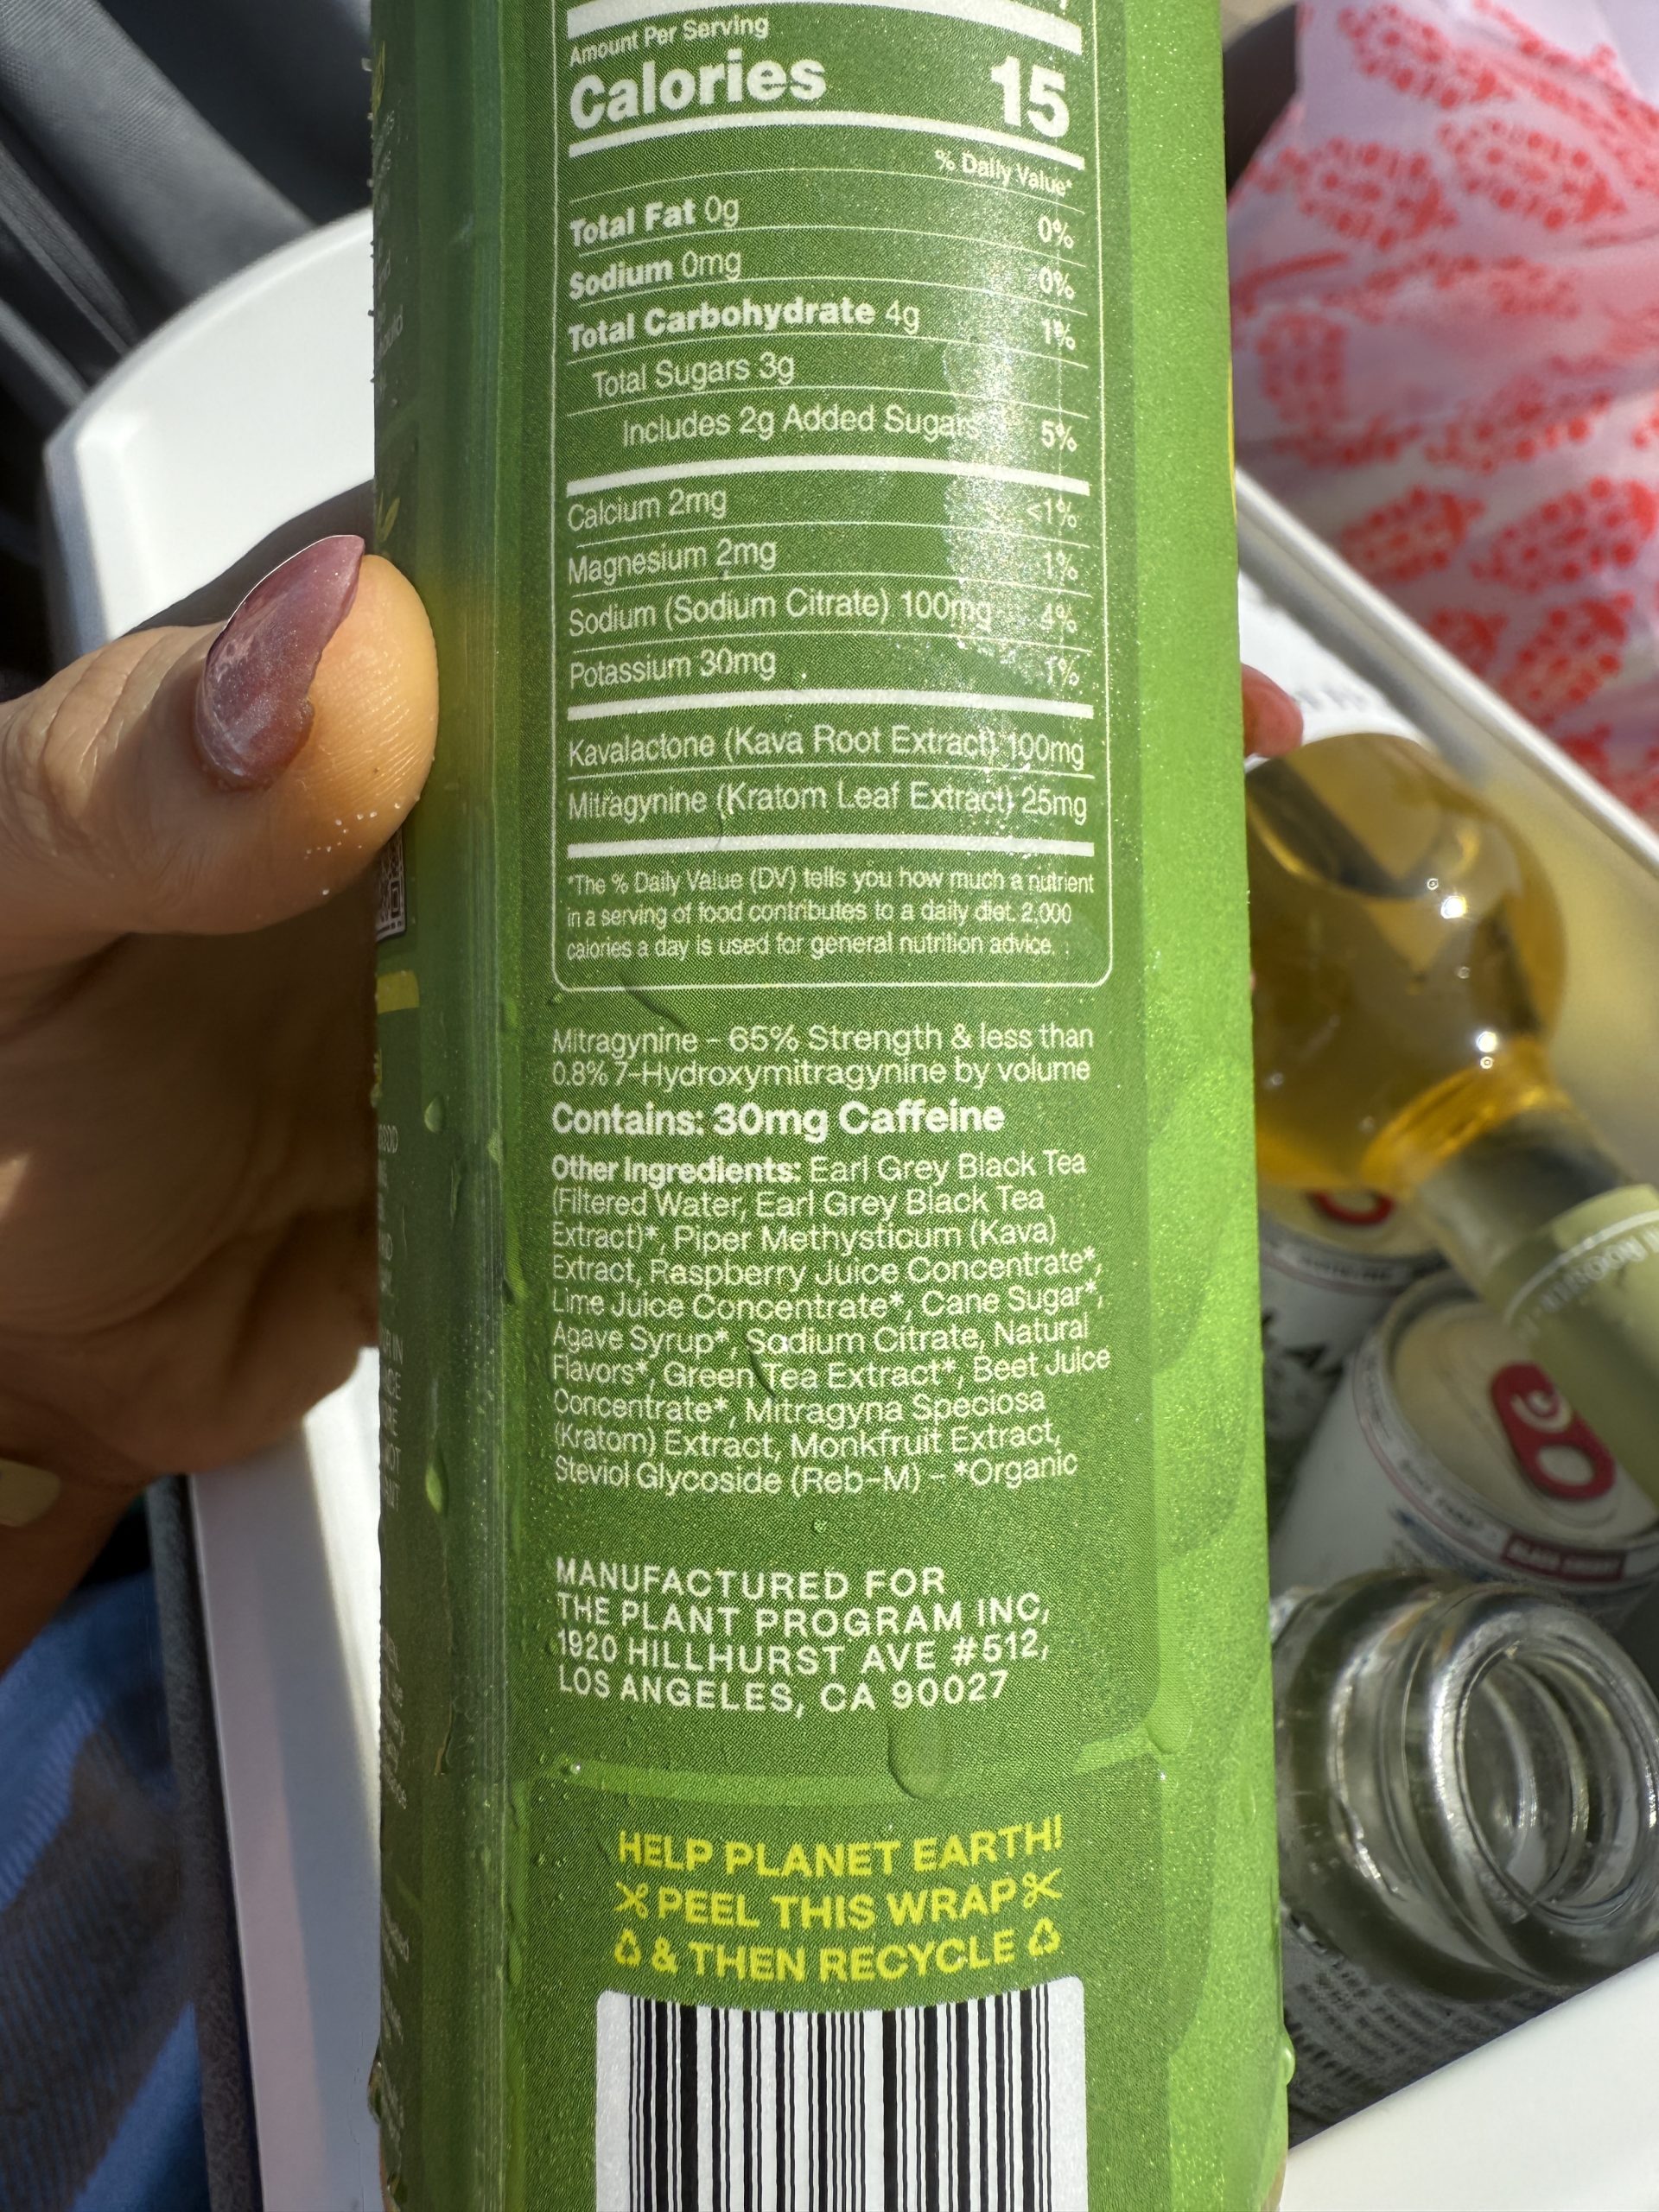 Amount Per Serving
Calories 15
% Daily Value*
Total Fat 0g 0%
Sodium 0mg 0%
Total Carbohydrate 4g 1%
Total Sugars 3g
Includes 2g Added Sugars 5%
Calcium 2mg <1%
Magnesium 2mg 1%
Sodium (Sodium Citrate) 100mg 4%
Potassium 30mg 1%
Kavalactone (Kava Root Extract) 100mg
Mitragynine (Kratom Leaf Extract) 25mg
*The % Daily Value (DV) tells you how much a nutrient
in a serving of food contributes to a daily diet. 2,000
calories a day is used for general nutrition advice.
Mitragynine - 65% Strength & less than
0.8% 7-Hydroxymitragynine by volume
Contains: 30mg Caffeine
Other Ingredients: Earl Grey Black Tea
(Filtered Water, Earl Grey Black Tea
Extract)*, Piper Methysticum (Kava)
Extract, Raspberry Juice Concentrate*,
Lime Juice Concentrate*, Cane Sugar*,
Agave Syrup*, Sodium Citrate, Natural
Flavors*, Green Tea Extract*, Beet Juice
Concentrate*, Mitragyna Speciosa
(Kratom) Extract, Monkfruit Extract,
Steviol Glycoside (Reb-M) - *Organic
MANUFACTURED FOR
THE PLANT PROGRAM INC,
1920 HILLHURST AVE #512,
LOS ANGELES, CA 90027
HELP PLANET EARTH!
PEEL THIS WRAP
& THEN RECYCLE